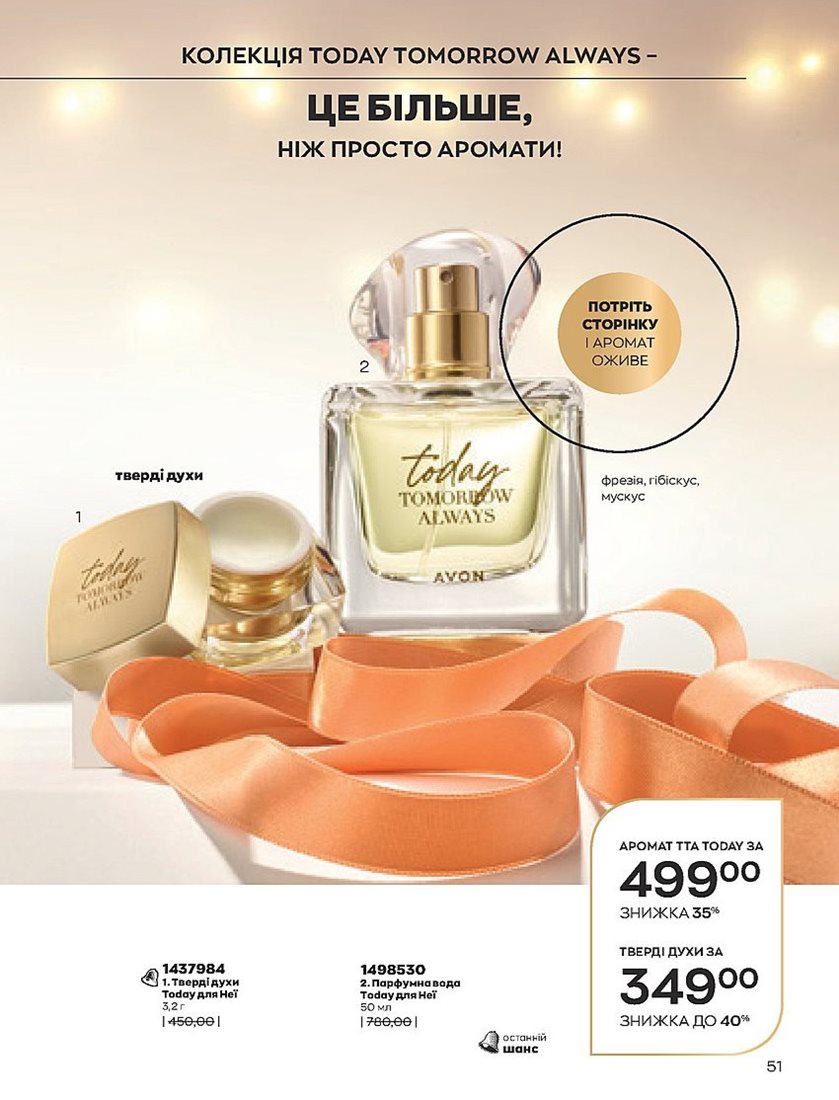 КОЛЕКЦІЯ TODAY TOMORROW ALWAYS –
ЦЕ БІЛЬШЕ,
НІЖ ПРОСТО АРОМАТИ!
ПОТРІТЬ
СТОРІНКУ
І АРОМАТ
ОЖИВЕ
2
today
TOMORROW
ALWAYS
AVON
фрезія, гібіскус,
мускус
тверді духи
1
today
TOMORROW
ALWAYS
АРОМАТ ТТА TODAY ЗА
499⁰⁰
ЗНИЖКА 35%
ТВЕРДІ ДУХИ ЗА
349⁰⁰
ЗНИЖКА ДО 40%
1437984
1. Тверді духи
Today для Неї
3,2 г
| 450,00 |
1498530
2. Парфумна вода
Today для Неї
50 мл
| 780,00 |
останній
шанс
51